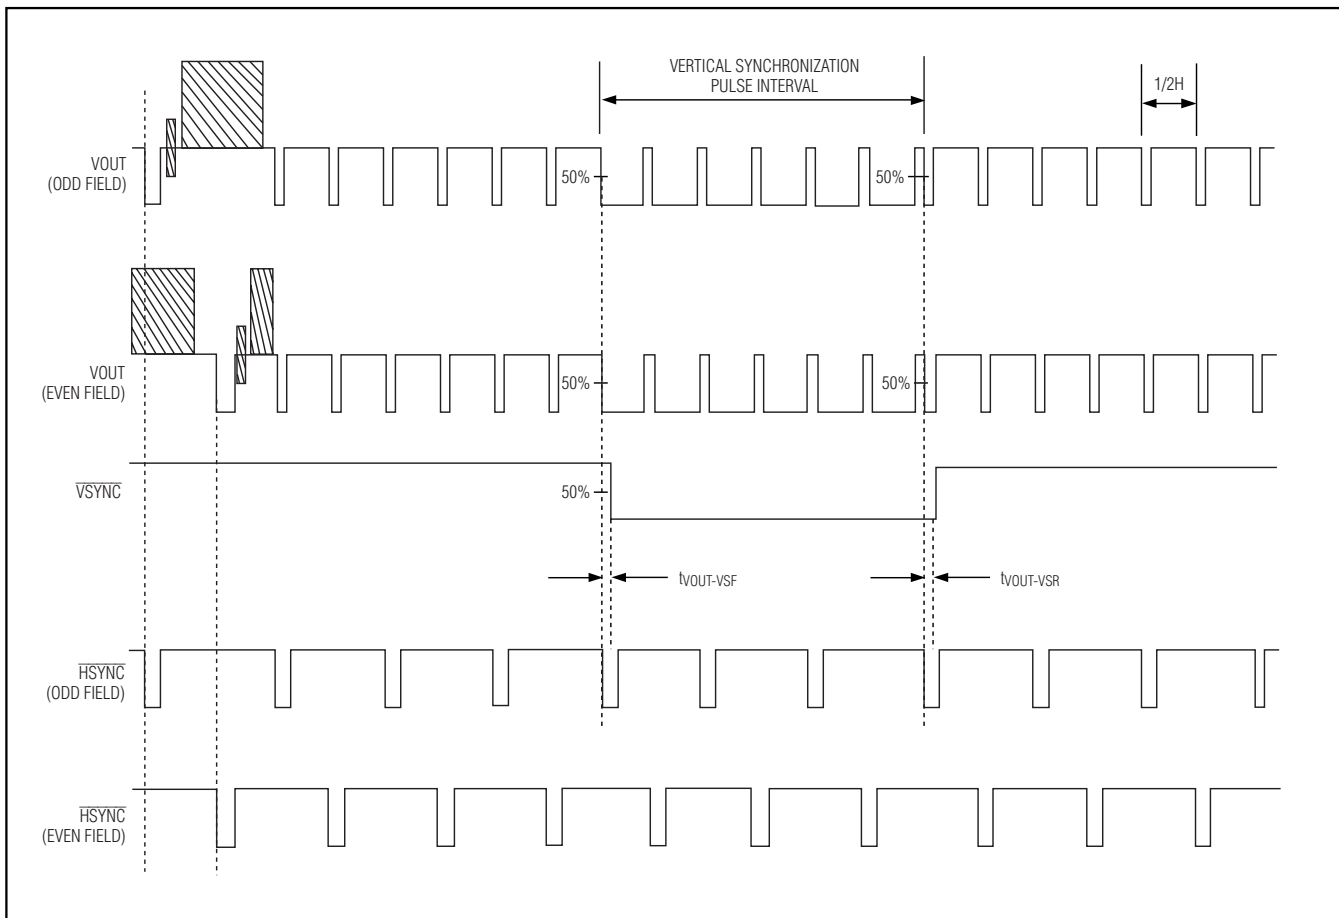 VERTICAL SYNCHRONIZATION
PULSE INTERVAL
1/2H
VOUT
(ODD FIELD)
50%
50%
VOUT
(EVEN FIELD)
50%
50%
VSYNC
50%
tVOUT-VSF
tVOUT-VSR
HSYNC
(ODD FIELD)
HSYNC
(EVEN FIELD)